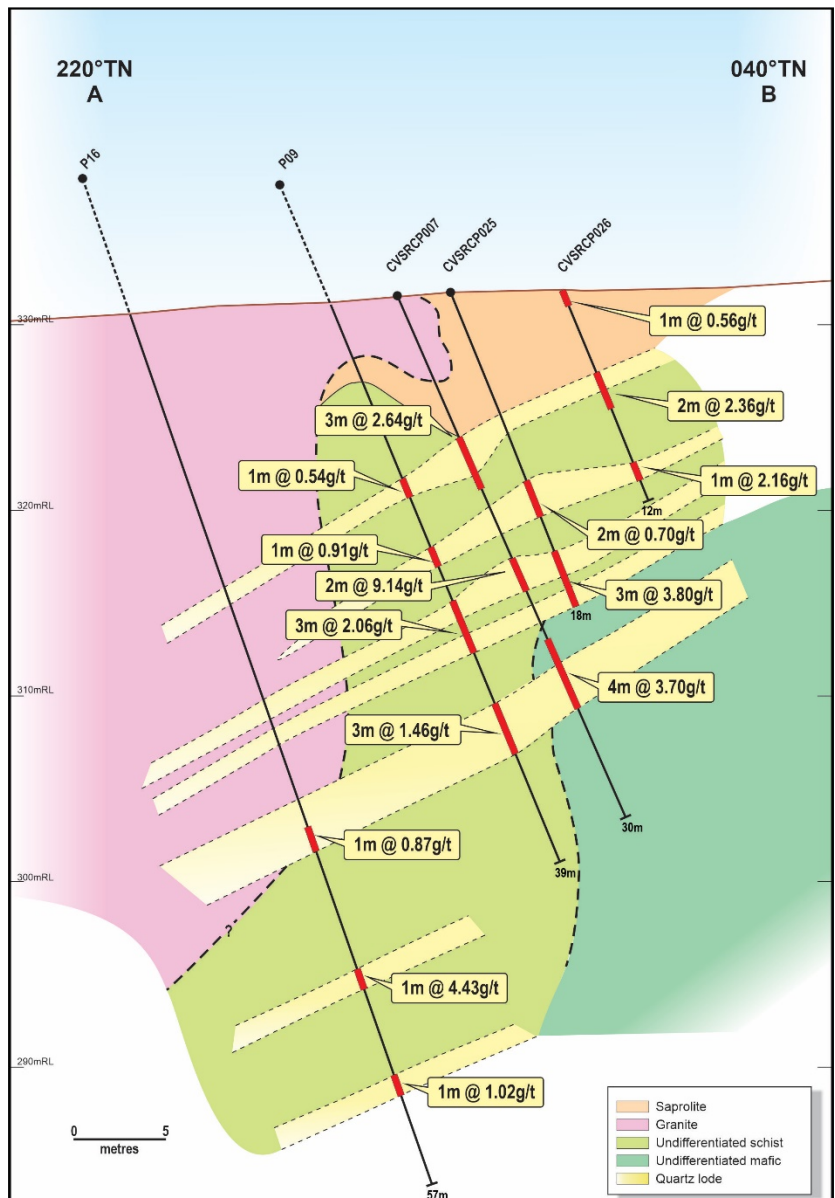 220°TN
A
040°TN
B
P16
P09
CVSRCP007
CVSRCP025
CVSRCP026
330mRL
1m @ 0.56g/t
2m @ 2.36g/t
3m @ 2.64g/t
1m @ 0.54g/t
1m @ 2.16g/t
12m
320mRL
1m @ 0.91g/t
2m @ 0.70g/t
2m @ 9.14g/t
3m @ 3.80g/t
18m
3m @ 2.06g/t
310mRL
4m @ 3.70g/t
3m @ 1.46g/t
30m
1m @ 0.87g/t
39m
300mRL
?
1m @ 4.43g/t
290mRL
1m @ 1.02g/t
0 5
metres
57m
Saprolite
Granite
Undifferentiated schist
Undifferentiated mafic
Quartz lode